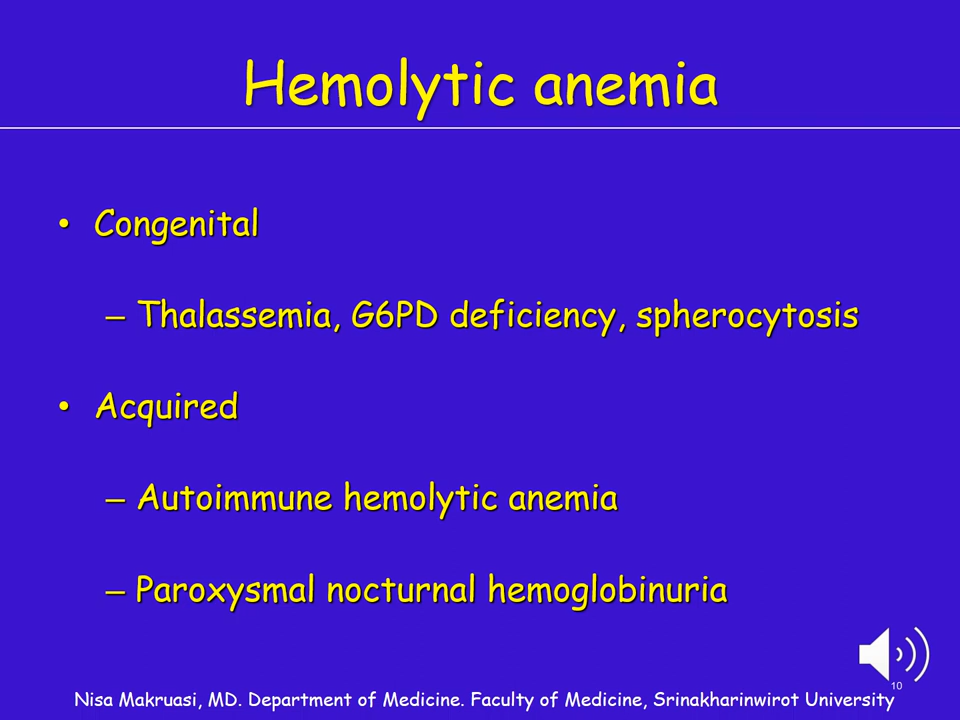 Hemolytic anemia
• Congenital
– Thalassemia, G6PD deficiency, spherocytosis
• Acquired
– Autoimmune hemolytic anemia
– Paroxysmal nocturnal hemoglobinuria
10
Nisa Makruasi, MD. Department of Medicine. Faculty of Medicine, Srinakharinwirot University